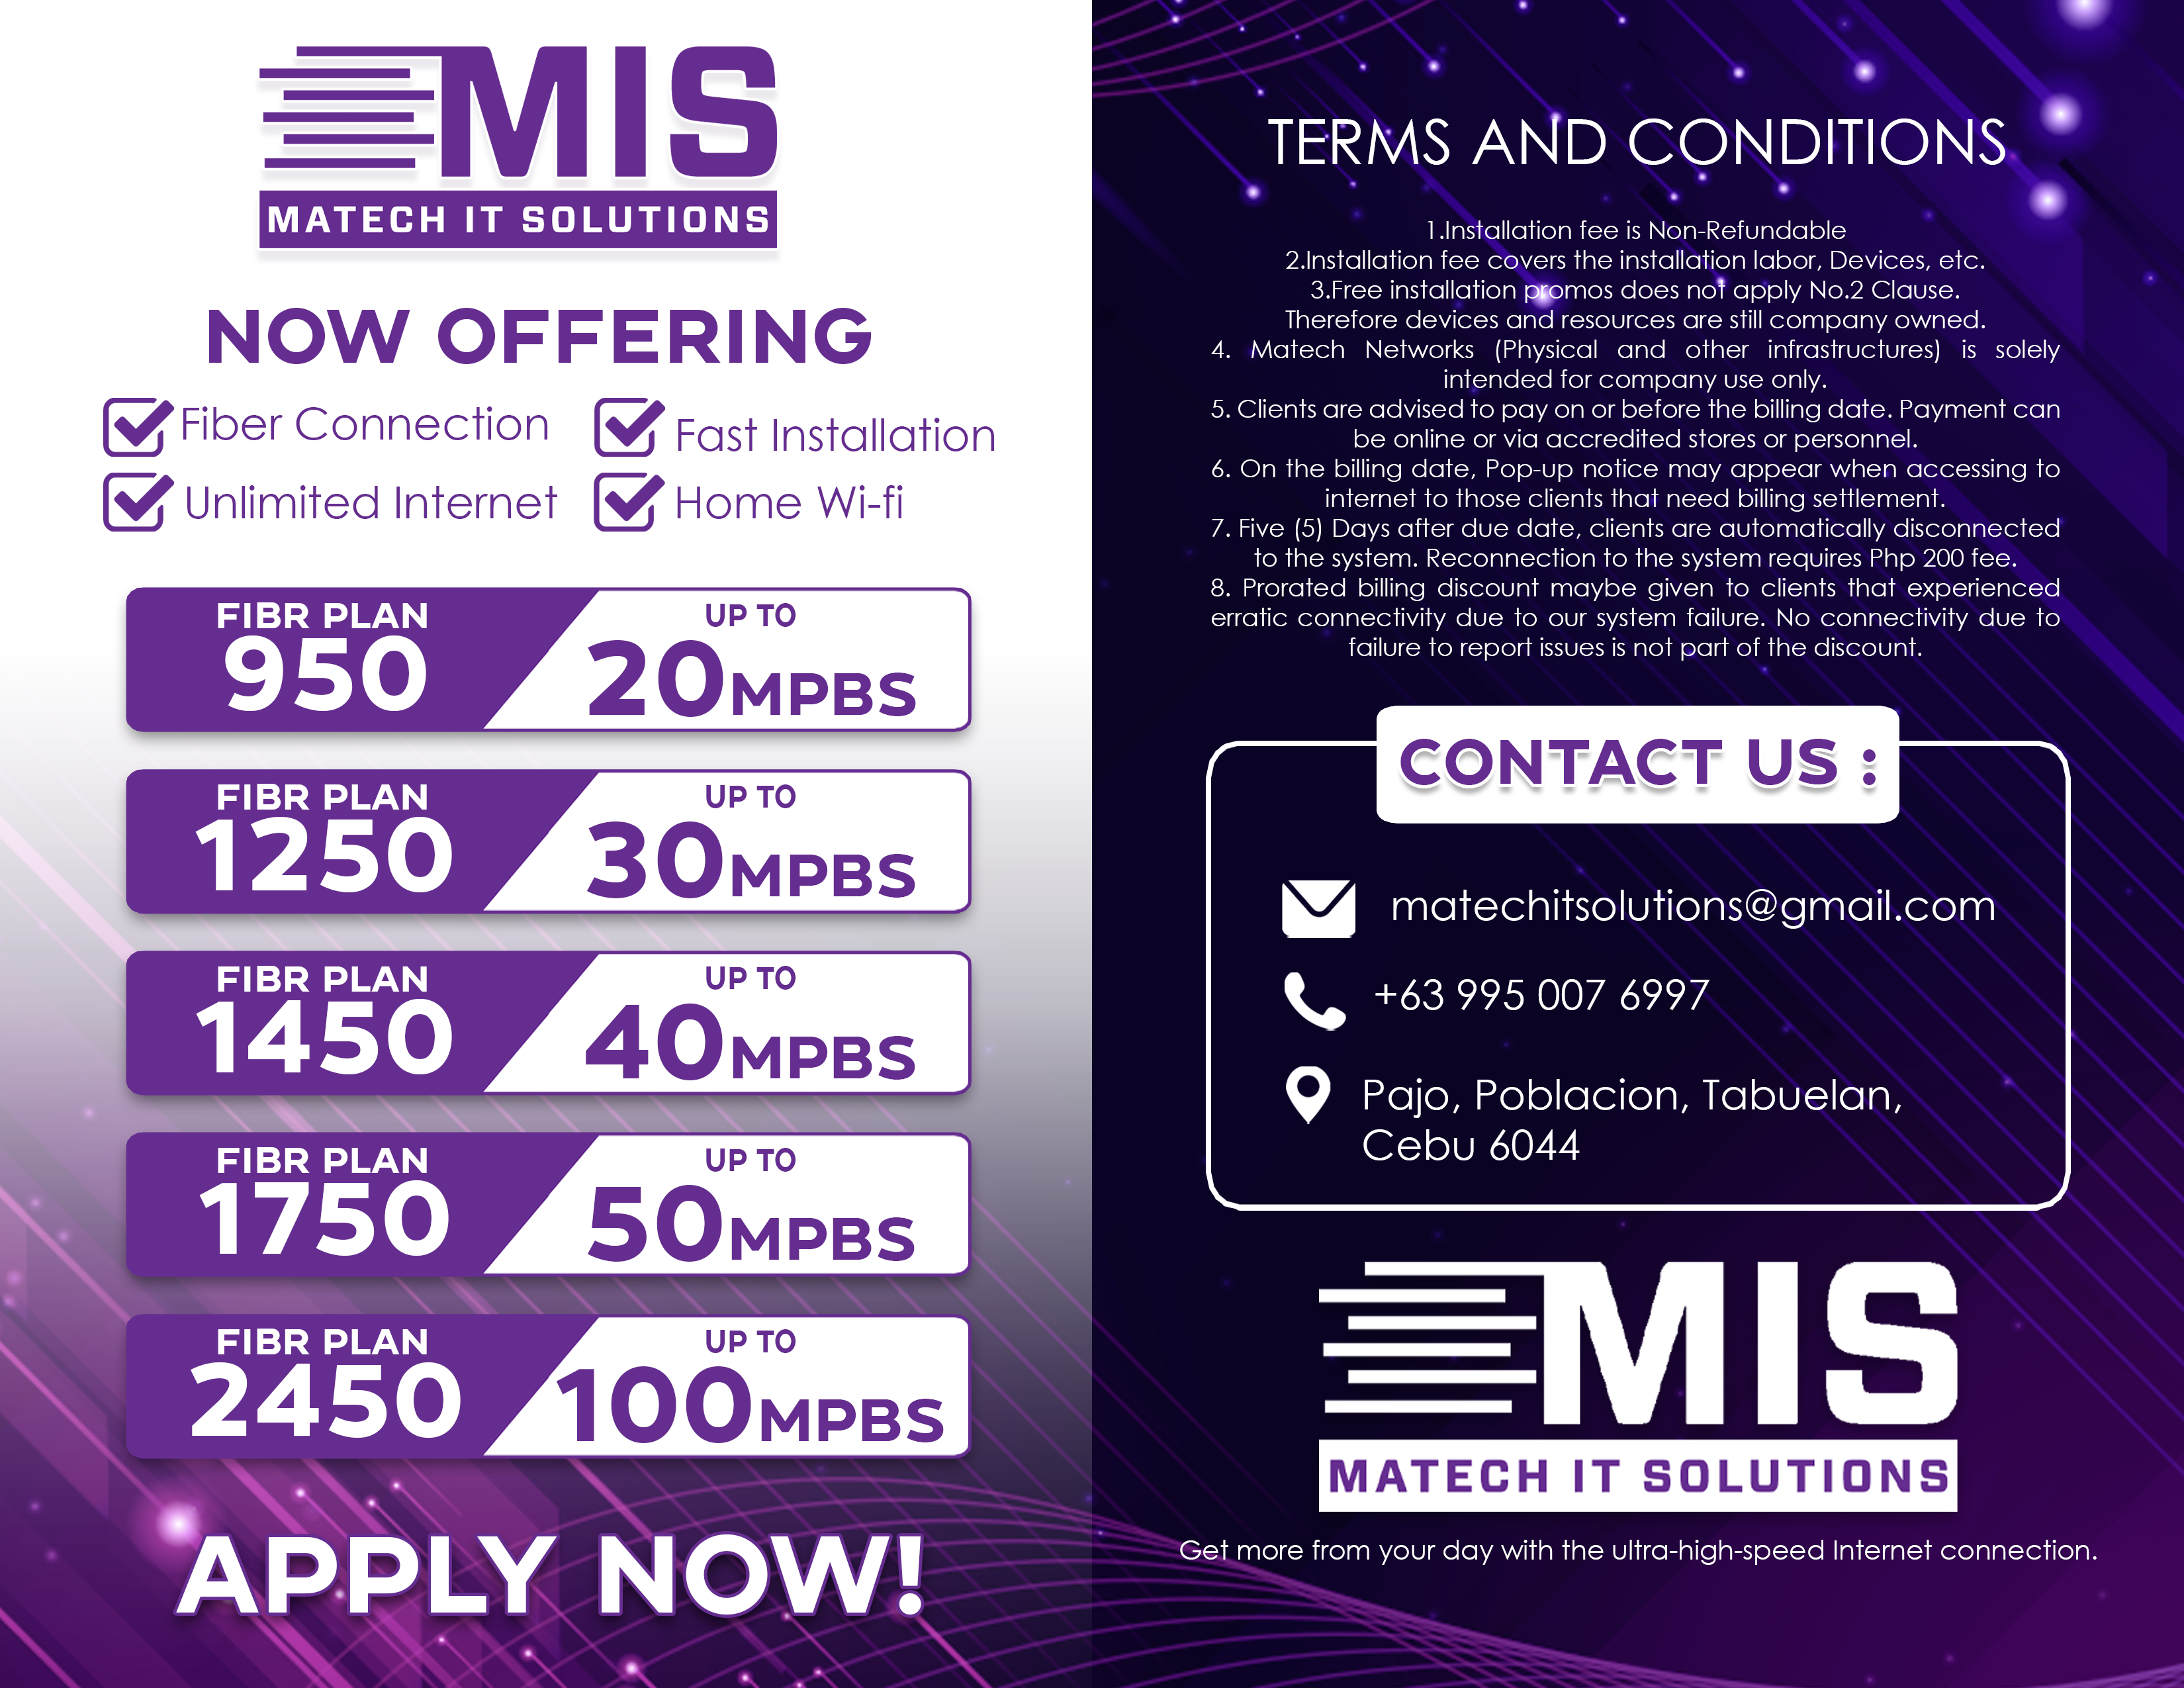 MIS
MATECH IT SOLUTIONS
NOW OFFERING
Fiber Connection
Fast Installation
Unlimited Internet
Home Wi-fi
FIBR PLAN
950
UP TO
20MPBS
FIBR PLAN
1250
UP TO
30MPBS
FIBR PLAN
1450
UP TO
40MPBS
FIBR PLAN
1750
UP TO
50MPBS
FIBR PLAN
2450
UP TO
100MPBS
APPLY NOW!
TERMS AND CONDITIONS
1.Installation fee is Non-Refundable
2.Installation fee covers the installation labor, Devices, etc.
3.Free installation promos does not apply No.2 Clause.
Therefore devices and resources are still company owned.
4. Matech Networks (Physical and other infrastructures) is solely
intended for company use only.
5. Clients are advised to pay on or before the billing date. Payment can
be online or via accredited stores or personnel.
6. On the billing date, Pop-up notice may appear when accessing to
internet to those clients that need billing settlement.
7. Five (5) Days after due date, clients are automatically disconnected
to the system. Reconnection to the system requires Php 200 fee.
8. Prorated billing discount maybe given to clients that experienced
erratic connectivity due to our system failure. No connectivity due to
failure to report issues is not part of the discount.
CONTACT US :
matechitsolutions@gmail.com
+63 995 007 6997
Pajo, Poblacion, Tabuelan,
Cebu 6044
MIS
MATECH IT SOLUTIONS
Get more from your day with the ultra-high-speed Internet connection.